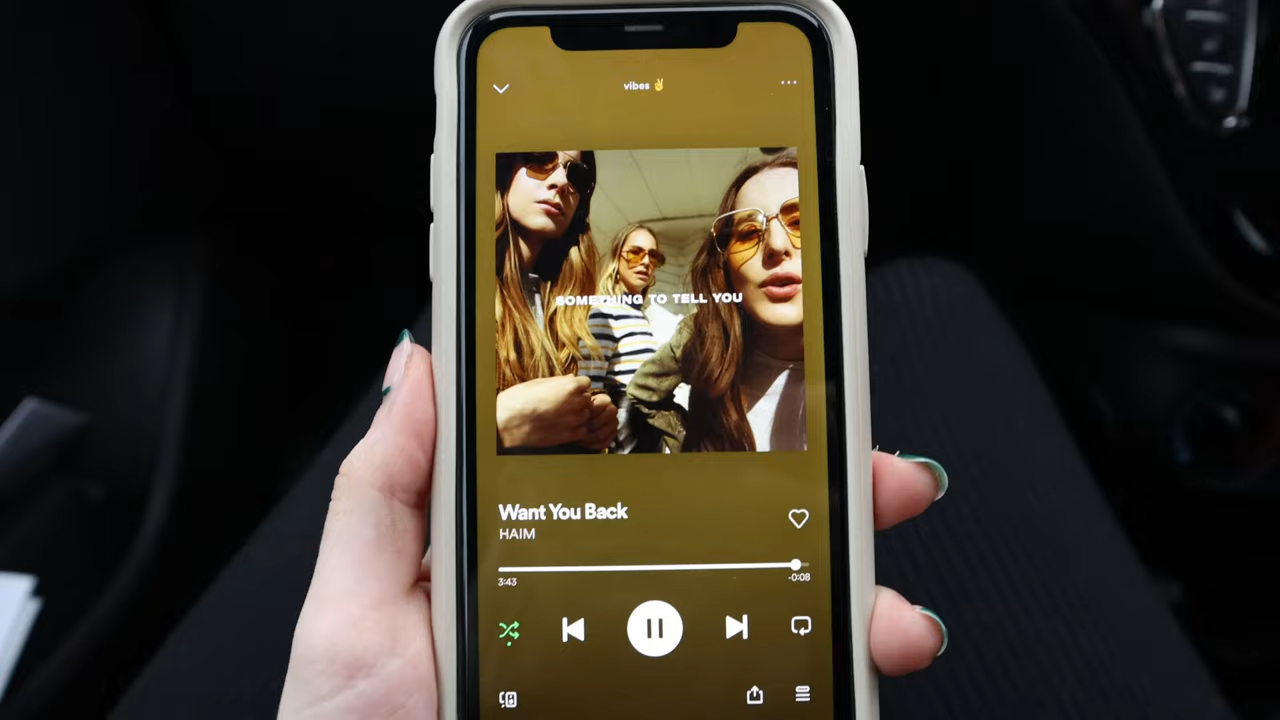 vibes ✌️
SOMETHING TO TELL YOU
Want You Back
HAIM
3:43
-0:08